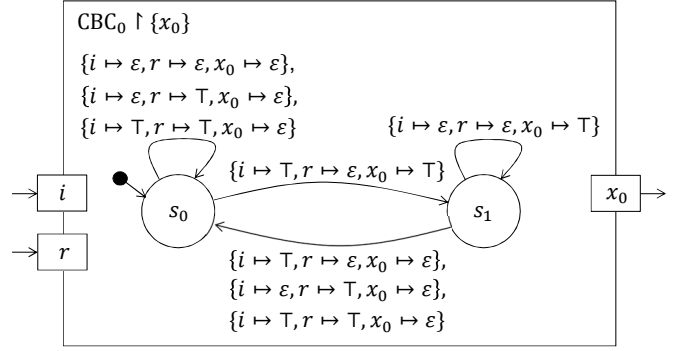 CBC₀ ↾ {x₀}
{i ↦ ε, r ↦ ε, x₀ ↦ ε},
{i ↦ ε, r ↦ ⊤, x₀ ↦ ε},
{i ↦ ⊤, r ↦ ⊤, x₀ ↦ ε}
{i ↦ ε, r ↦ ε, x₀ ↦ ⊤}
{i ↦ ⊤, r ↦ ε, x₀ ↦ ⊤}
i
s₀
s₁
x₀
r
{i ↦ ⊤, r ↦ ε, x₀ ↦ ε},
{i ↦ ε, r ↦ ⊤, x₀ ↦ ε},
{i ↦ ⊤, r ↦ ⊤, x₀ ↦ ε}